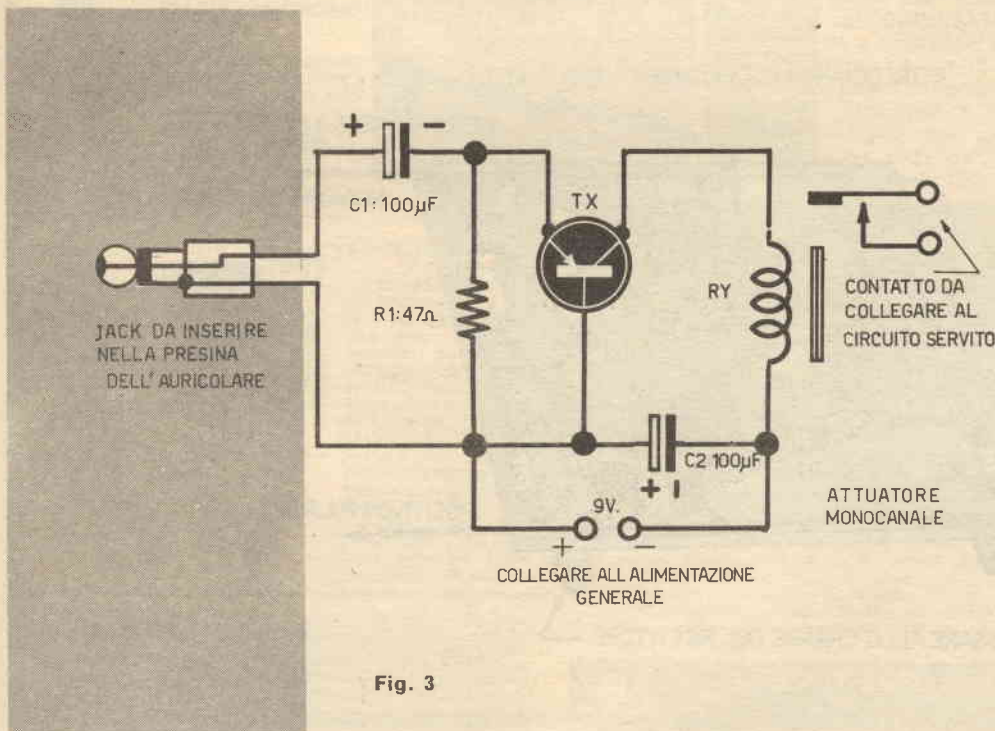 + -
C1:100µF
TX
R1:47Ω
RY
JACK DA INSERIRE
NELLA PRESINA
DELL'AURICOLARE
CONTATTO DA
COLLEGARE AL
CIRCUITO SERVITO
C2 100µF
+ -
9V.
+ -
ATTUATORE
MONOCANALE
COLLEGARE ALL ALIMENTAZIONE
GENERALE
Fig. 3